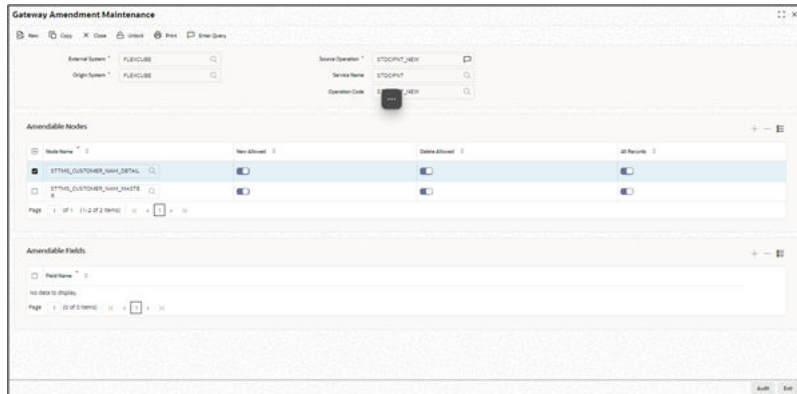 Gateway Amendment Maintenance
New Copy Close Unlock Print Enter Query
External System * FLEXCUBE Source Operation * STDCIFNT_NEW
Origin System * FLEXCUBE Service Name STDCIFNT
Operation Code _NEW
Amendable Nodes
Node Name * New Allowed Delete Allowed All Records
STTMS_CUSTOMER_NAM_DETAIL
STTMS_CUSTOMER_NAM_MASTE
R
Page 1 of 1 (1-2 of 2 items) 1
Amendable Fields
Field Name *
No data to display.
Page 1 (0 of 0 items) 1
Audit Exit